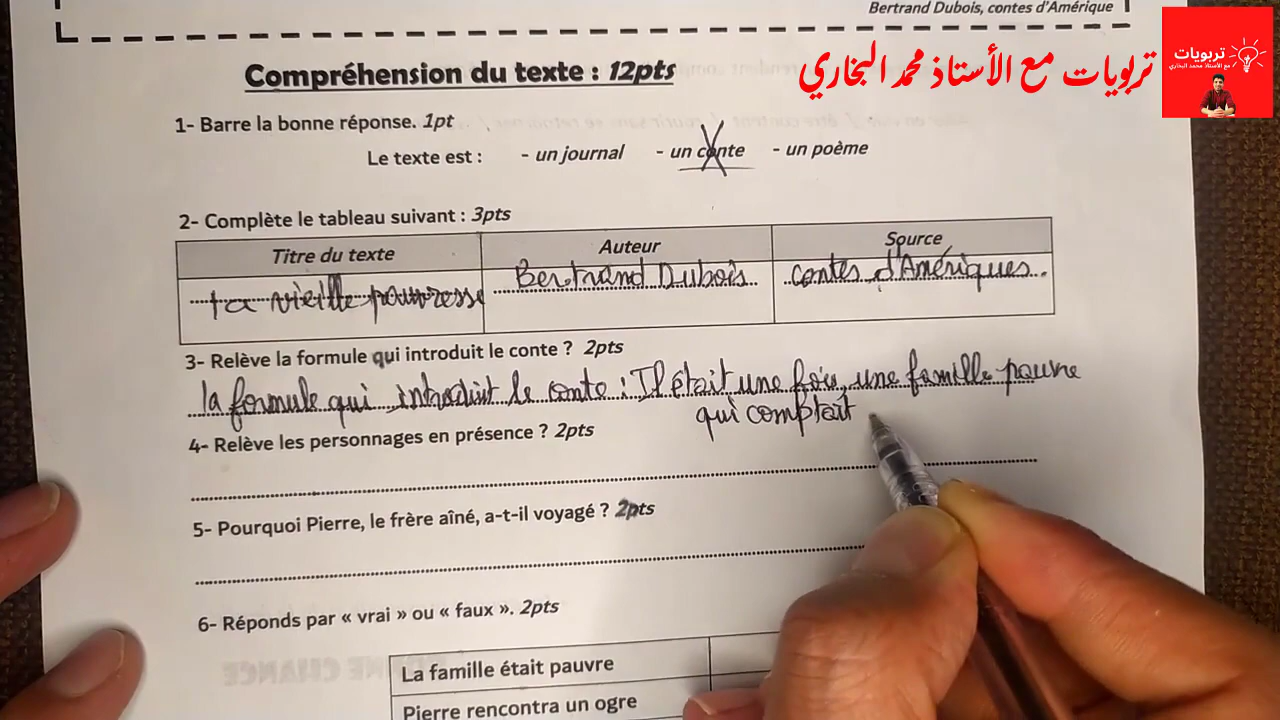 Bertrand Dubois, contes d'Amérique
تربويات مع الأستاذ محمد البخاري
تربويات
مع الأستاذ محمد البخاري
Compréhension du texte : 12pts
1- Barre la bonne réponse. 1pt
Le texte est : - un journal - un conte - un poème
2- Complète le tableau suivant : 3pts
Titre du texte Auteur Source
La vieille pauvresse Bertrand Dubois contes d'Amériques
3- Relève la formule qui introduit le conte ? 2pts
la formule qui introduit le conte : Il était une fois, une famille pauvre
qui comptait
4- Relève les personnages en présence ? 2pts
5- Pourquoi Pierre, le frère aîné, a-t-il voyagé ? 2pts
6- Réponds par « vrai » ou « faux ». 2pts
La famille était pauvre
Pierre rencontra un ogre